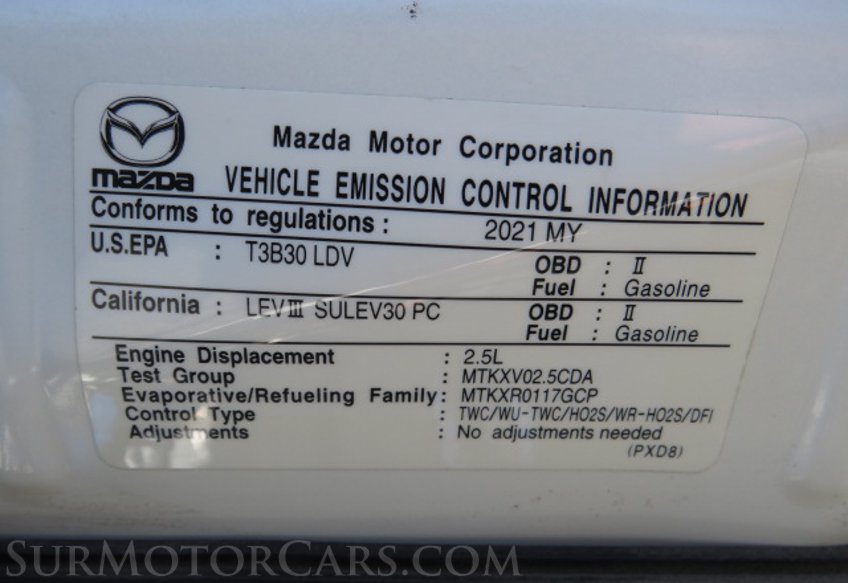 Mazda Motor Corporation
mazda VEHICLE EMISSION CONTROL INFORMATION
Conforms to regulations : 2021 MY
U.S.EPA : T3B30 LDV OBD : II
Fuel : Gasoline
California : LEVIII SULEV30 PC OBD : II
Fuel : Gasoline
Engine Displacement : 2.5L
Test Group : MTKXV02.5CDA
Evaporative/Refueling Family: MTKXR0117GCP
Control Type : TWC/WU-TWC/HO2S/WR-HO2S/DFI
Adjustments : No adjustments needed
(PXD8)
SurMotorCars.com